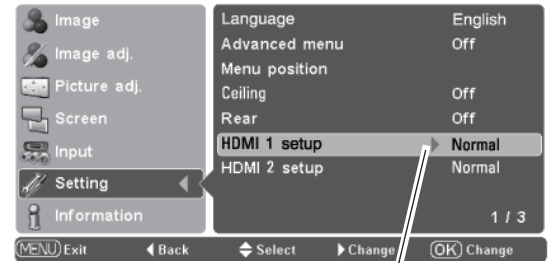 Image
Image adj.
Picture adj.
Screen
Input
Setting
Information
Language English
Advanced menu Off
Menu position
Ceiling Off
Rear Off
HDMI 1 setup Normal
HDMI 2 setup Normal
1 / 3
MENU Exit Back Select Change OK Change